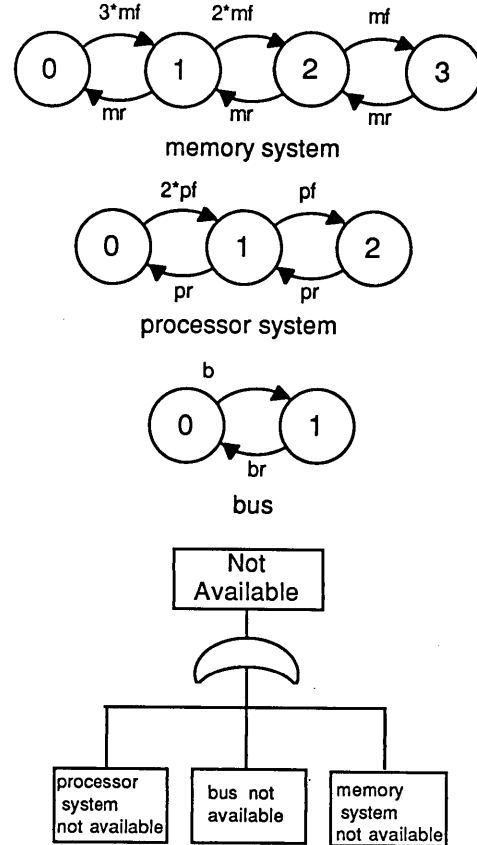 3*mf 2*mf mf
0 1 2 3
mr mr mr
memory system
2*pf pf
0 1 2
pr pr
processor system
b
0 1
br
bus
Not
Available
processor
system
not available
bus not
available
memory
system
not available